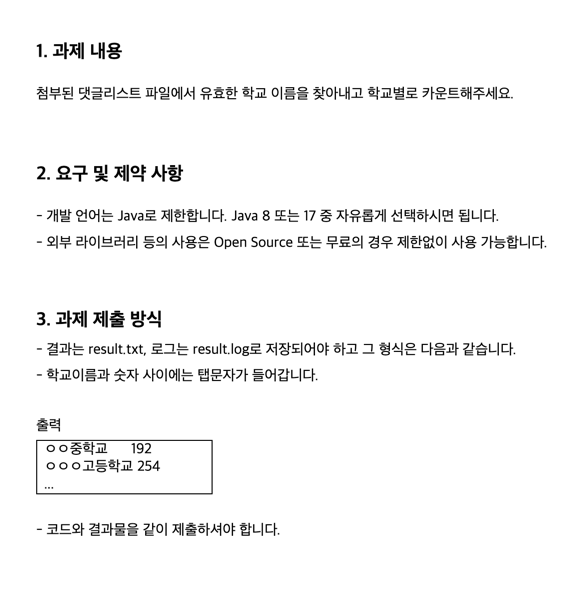 1. 과제 내용
첨부된 댓글리스트 파일에서 유효한 학교 이름을 찾아내고 학교별로 카운트해주세요.
2. 요구 및 제약 사항
- 개발 언어는 Java로 제한합니다. Java 8 또는 17 중 자유롭게 선택하시면 됩니다.
- 외부 라이브러리 등의 사용은 Open Source 또는 무료의 경우 제한없이 사용 가능합니다.
3. 과제 제출 방식
- 결과는 result.txt, 로그는 result.log로 저장되어야 하고 그 형식은 다음과 같습니다.
- 학교이름과 숫자 사이에는 탭문자가 들어갑니다.
출력
ㅇㅇ중학교 192
ㅇㅇㅇ고등학교 254
...
- 코드와 결과물을 같이 제출하셔야 합니다.